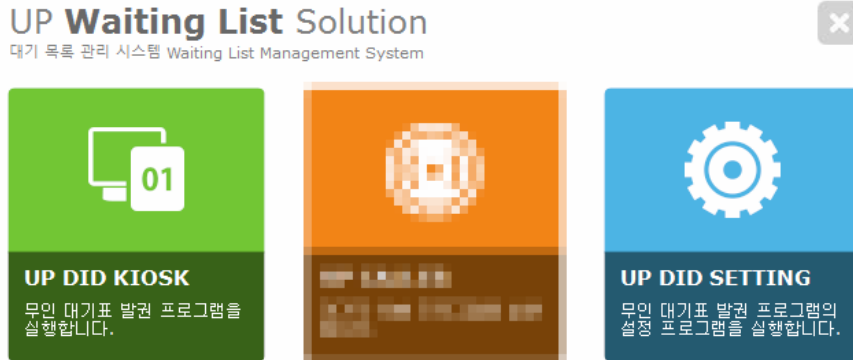 UP Waiting List Solution
대기 목록 관리 시스템 Waiting List Management System
01
UP DID KIOSK
무인 대기표 발권 프로그램을
실행합니다.
UP DID SETTING
무인 대기표 발권 프로그램의
설정 프로그램을 실행합니다.